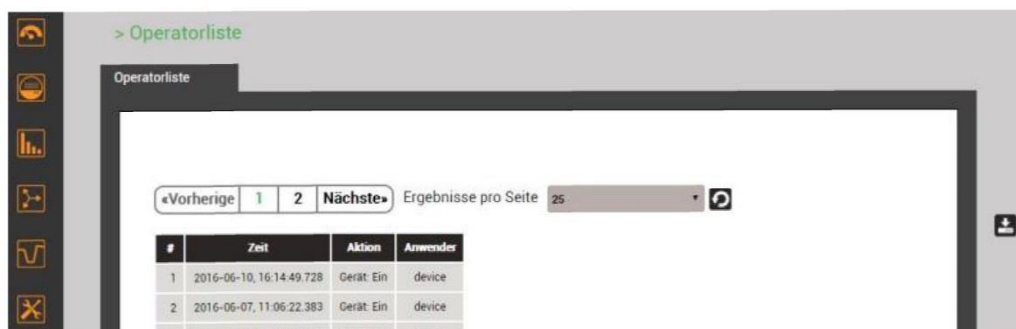 > Operatorliste
Operatorliste
«Vorherige 1 2 Nächste» Ergebnisse pro Seite 25
# Zeit Aktion Anwender
1 2016-06-10, 16:14:49.728 Gerät: Ein device
2 2016-06-07, 11:06:22.383 Gerät: Ein device